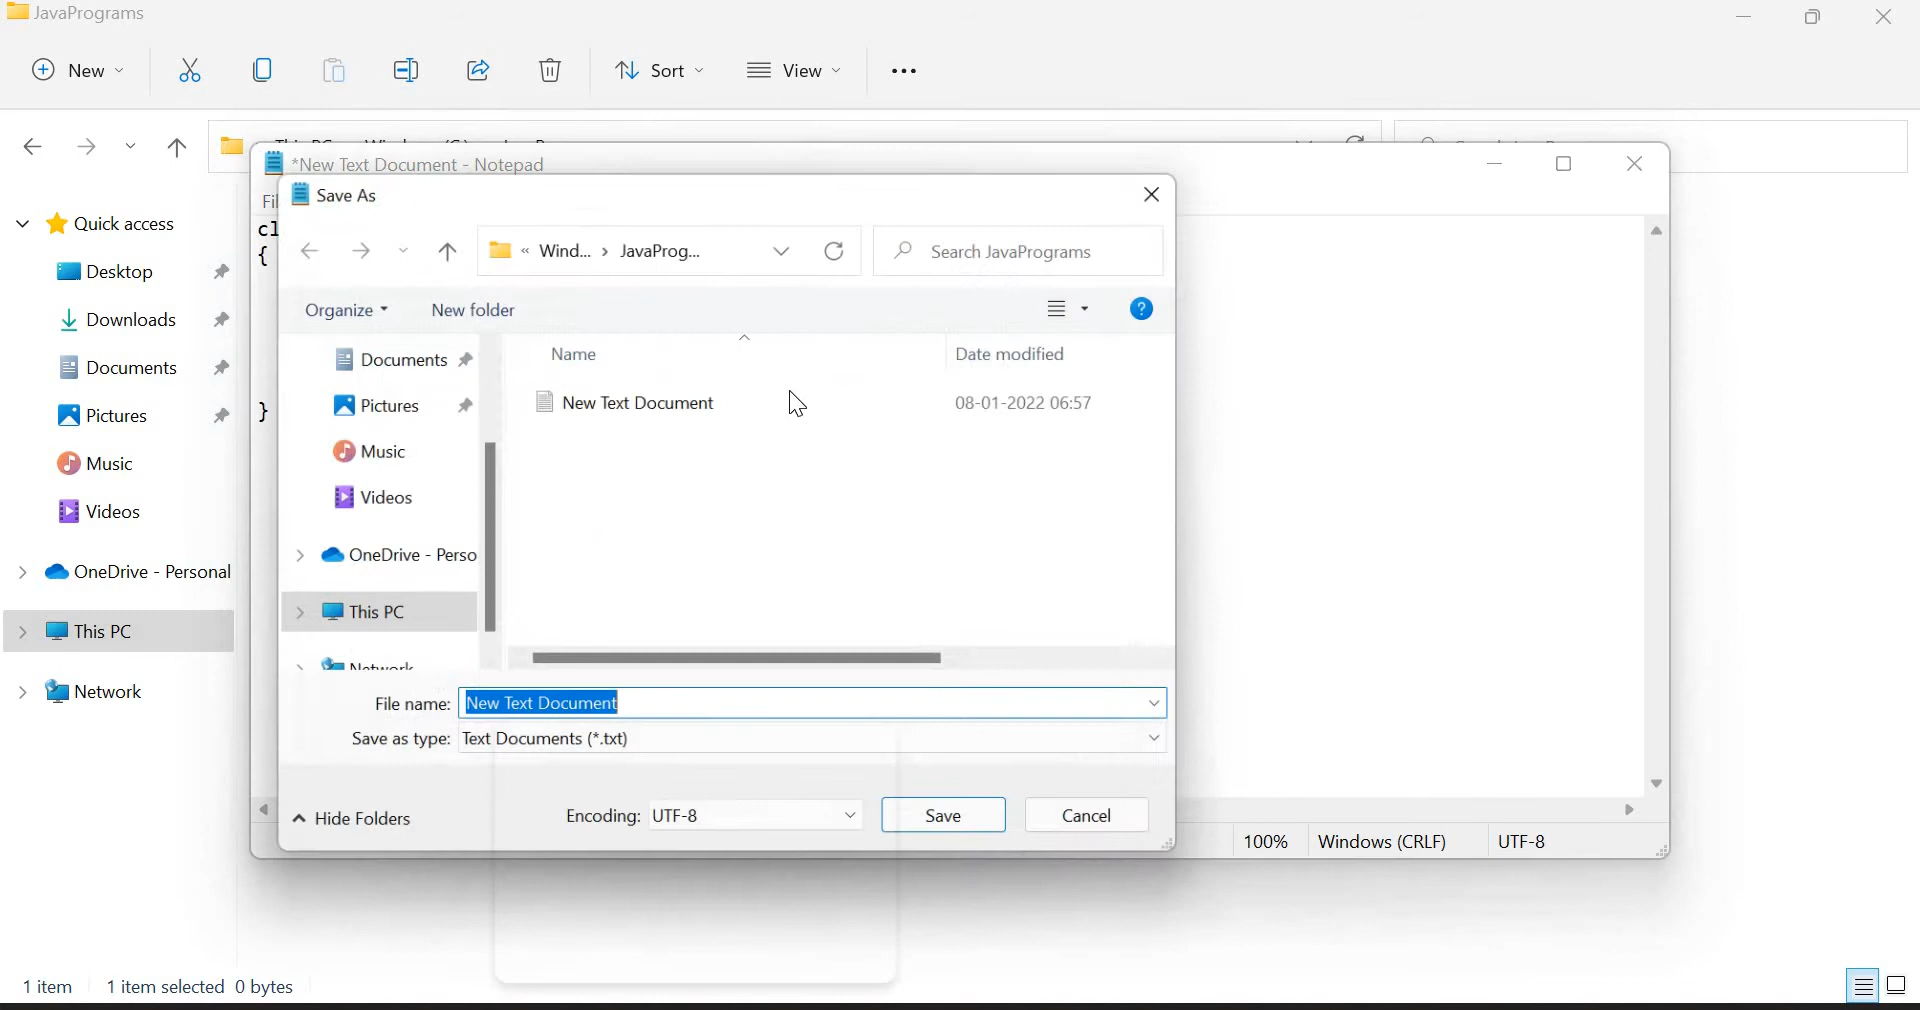 JavaPrograms
New
Sort
View
*New Text Document - Notepad
Save As
cl
{
}
Wind... › JavaProg...
Search JavaPrograms
Organize
New folder
Name
Date modified
New Text Document
08-01-2022 06:57
Documents
Pictures
Music
Videos
OneDrive - Perso
This PC
Network
File name: New Text Document
Save as type: Text Documents (*.txt)
Hide Folders
Encoding: UTF-8
Save
Cancel
100%
Windows (CRLF)
UTF-8
Quick access
Desktop
Downloads
Documents
Pictures
Music
Videos
OneDrive - Personal
This PC
Network
1 item
1 item selected 0 bytes